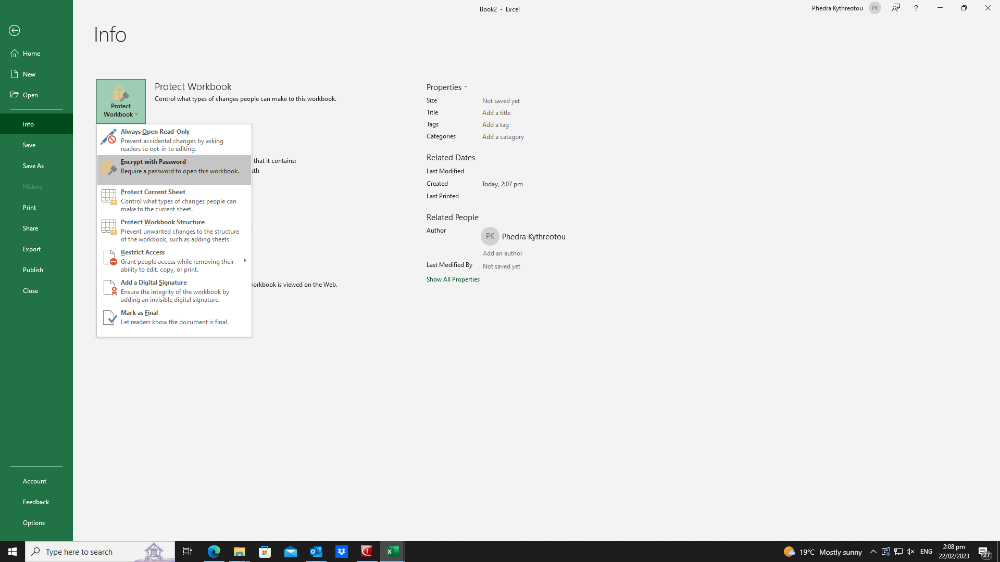 Book2 - Excel
Phedra Kythreotou
PK
?
Info
Home
New
Open
Info
Save
Save As
History
Print
Share
Export
Publish
Close
Account
Feedback
Options
Protect
Workbook
Protect Workbook
Control what types of changes people can make to this workbook.
Always Open Read-Only
Prevent accidental changes by asking
readers to opt-in to editing.
Encrypt with Password
Require a password to open this workbook.
Protect Current Sheet
Control what types of changes people can
make to the current sheet.
Protect Workbook Structure
Prevent unwanted changes to the structure
of the workbook, such as adding sheets.
Restrict Access
Grant people access while removing their
ability to edit, copy, or print.
Add a Digital Signature
Ensure the integrity of the workbook by
adding an invisible digital signature.
Mark as Final
Let readers know the document is final.
that it contains:
ath
orkbook is viewed on the Web.
Properties
Size Not saved yet
Title Add a title
Tags Add a tag
Categories Add a category
Related Dates
Last Modified
Created Today, 2:07 pm
Last Printed
Related People
Author
PK Phedra Kythreotou
Add an author
Last Modified By Not saved yet
Show All Properties
Type here to search
19°C Mostly sunny
ENG
2:08 pm
22/02/2023
27